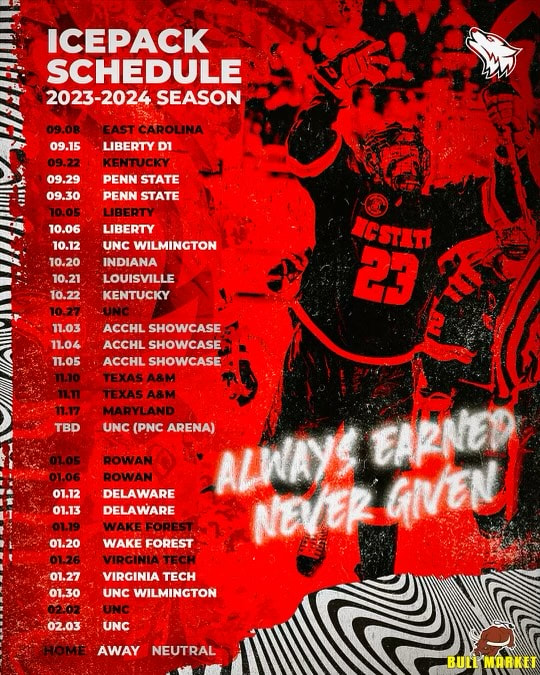 ICEPACK
SCHEDULE
2023-2024 SEASON
09.08 EAST CAROLINA
09.15 LIBERTY D1
09.22 KENTUCKY
09.29 PENN STATE
09.30 PENN STATE
10.05 LIBERTY
10.06 LIBERTY
10.12 UNC WILMINGTON
10.20 INDIANA
10.21 LOUISVILLE
10.22 KENTUCKY
10.27 UNC
11.03 ACCHL SHOWCASE
11.04 ACCHL SHOWCASE
11.05 ACCHL SHOWCASE
11.10 TEXAS A&M
11.11 TEXAS A&M
11.17 MARYLAND
TBD UNC (PNC ARENA)
01.05 ROWAN
01.06 ROWAN
01.12 DELAWARE
01.13 DELAWARE
01.19 WAKE FOREST
01.20 WAKE FOREST
01.26 VIRGINIA TECH
01.27 VIRGINIA TECH
01.30 UNC WILMINGTON
02.02 UNC
02.03 UNC
HOME AWAY NEUTRAL
NC STATE
23
ALWAYS EARNED
NEVER GIVEN
BULL MARKET